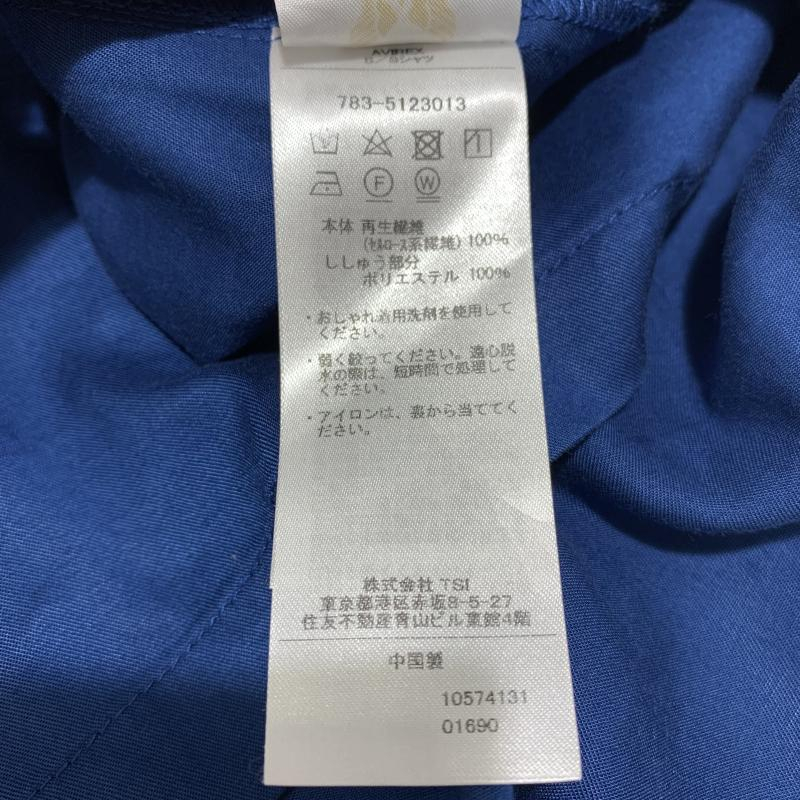 AVIREX
S／Sシャツ
783-5123013
F W
本体 再生繊維
(ｾﾙﾛｰｽ系繊維) 100%
ししゅう部分
ポリエステル 100%
・おしゃれ着用洗剤を使用して
ください。
・弱く絞ってください。遠心脱
水の際は、短時間で処理して
ください。
・アイロンは、裏から当ててく
ださい。
株式会社 TSI
東京都港区赤坂8-5-27
住友不動産青山ビル東館4階
中国製
10574131
01690